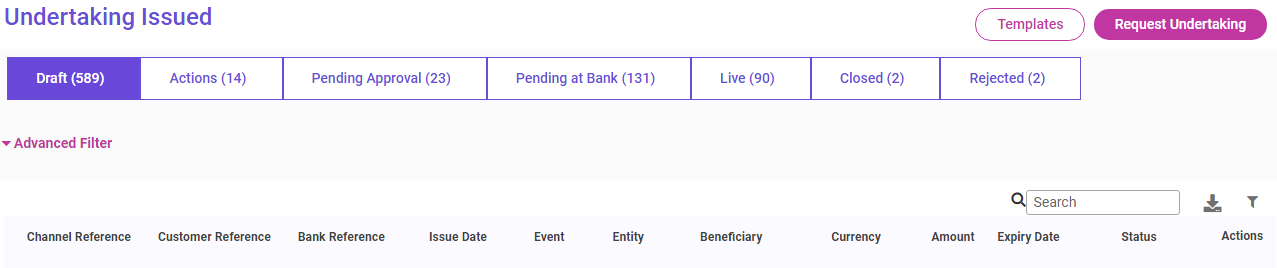 Undertaking Issued
Templates
Request Undertaking
Draft (589)
Actions (14)
Pending Approval (23)
Pending at Bank (131)
Live (90)
Closed (2)
Rejected (2)
Advanced Filter
Search
Channel Reference
Customer Reference
Bank Reference
Issue Date
Event
Entity
Beneficiary
Currency
Amount
Expiry Date
Status
Actions